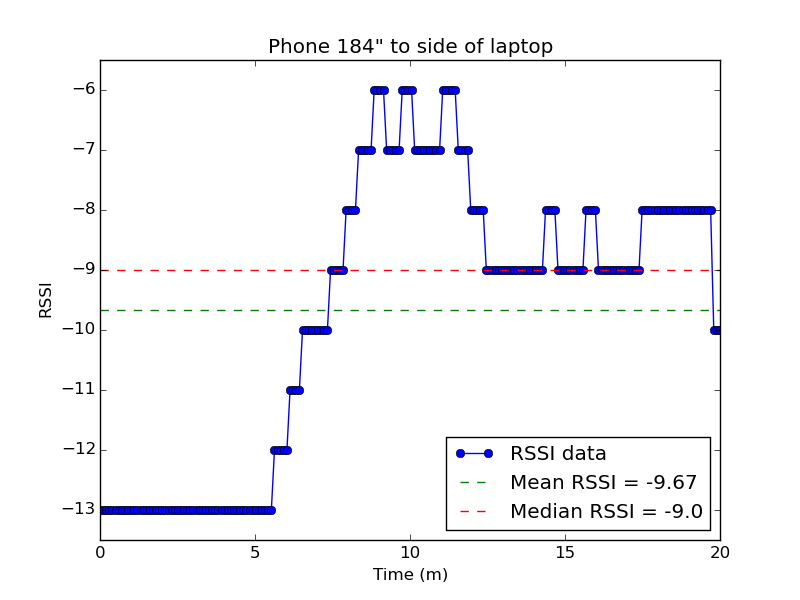 Phone 184" to side of laptop
−6
−7
−8
−9
−10
−11
−12
−13
RSSI
0 5 10 15 20
Time (m)
RSSI data
Mean RSSI = -9.67
Median RSSI = -9.0